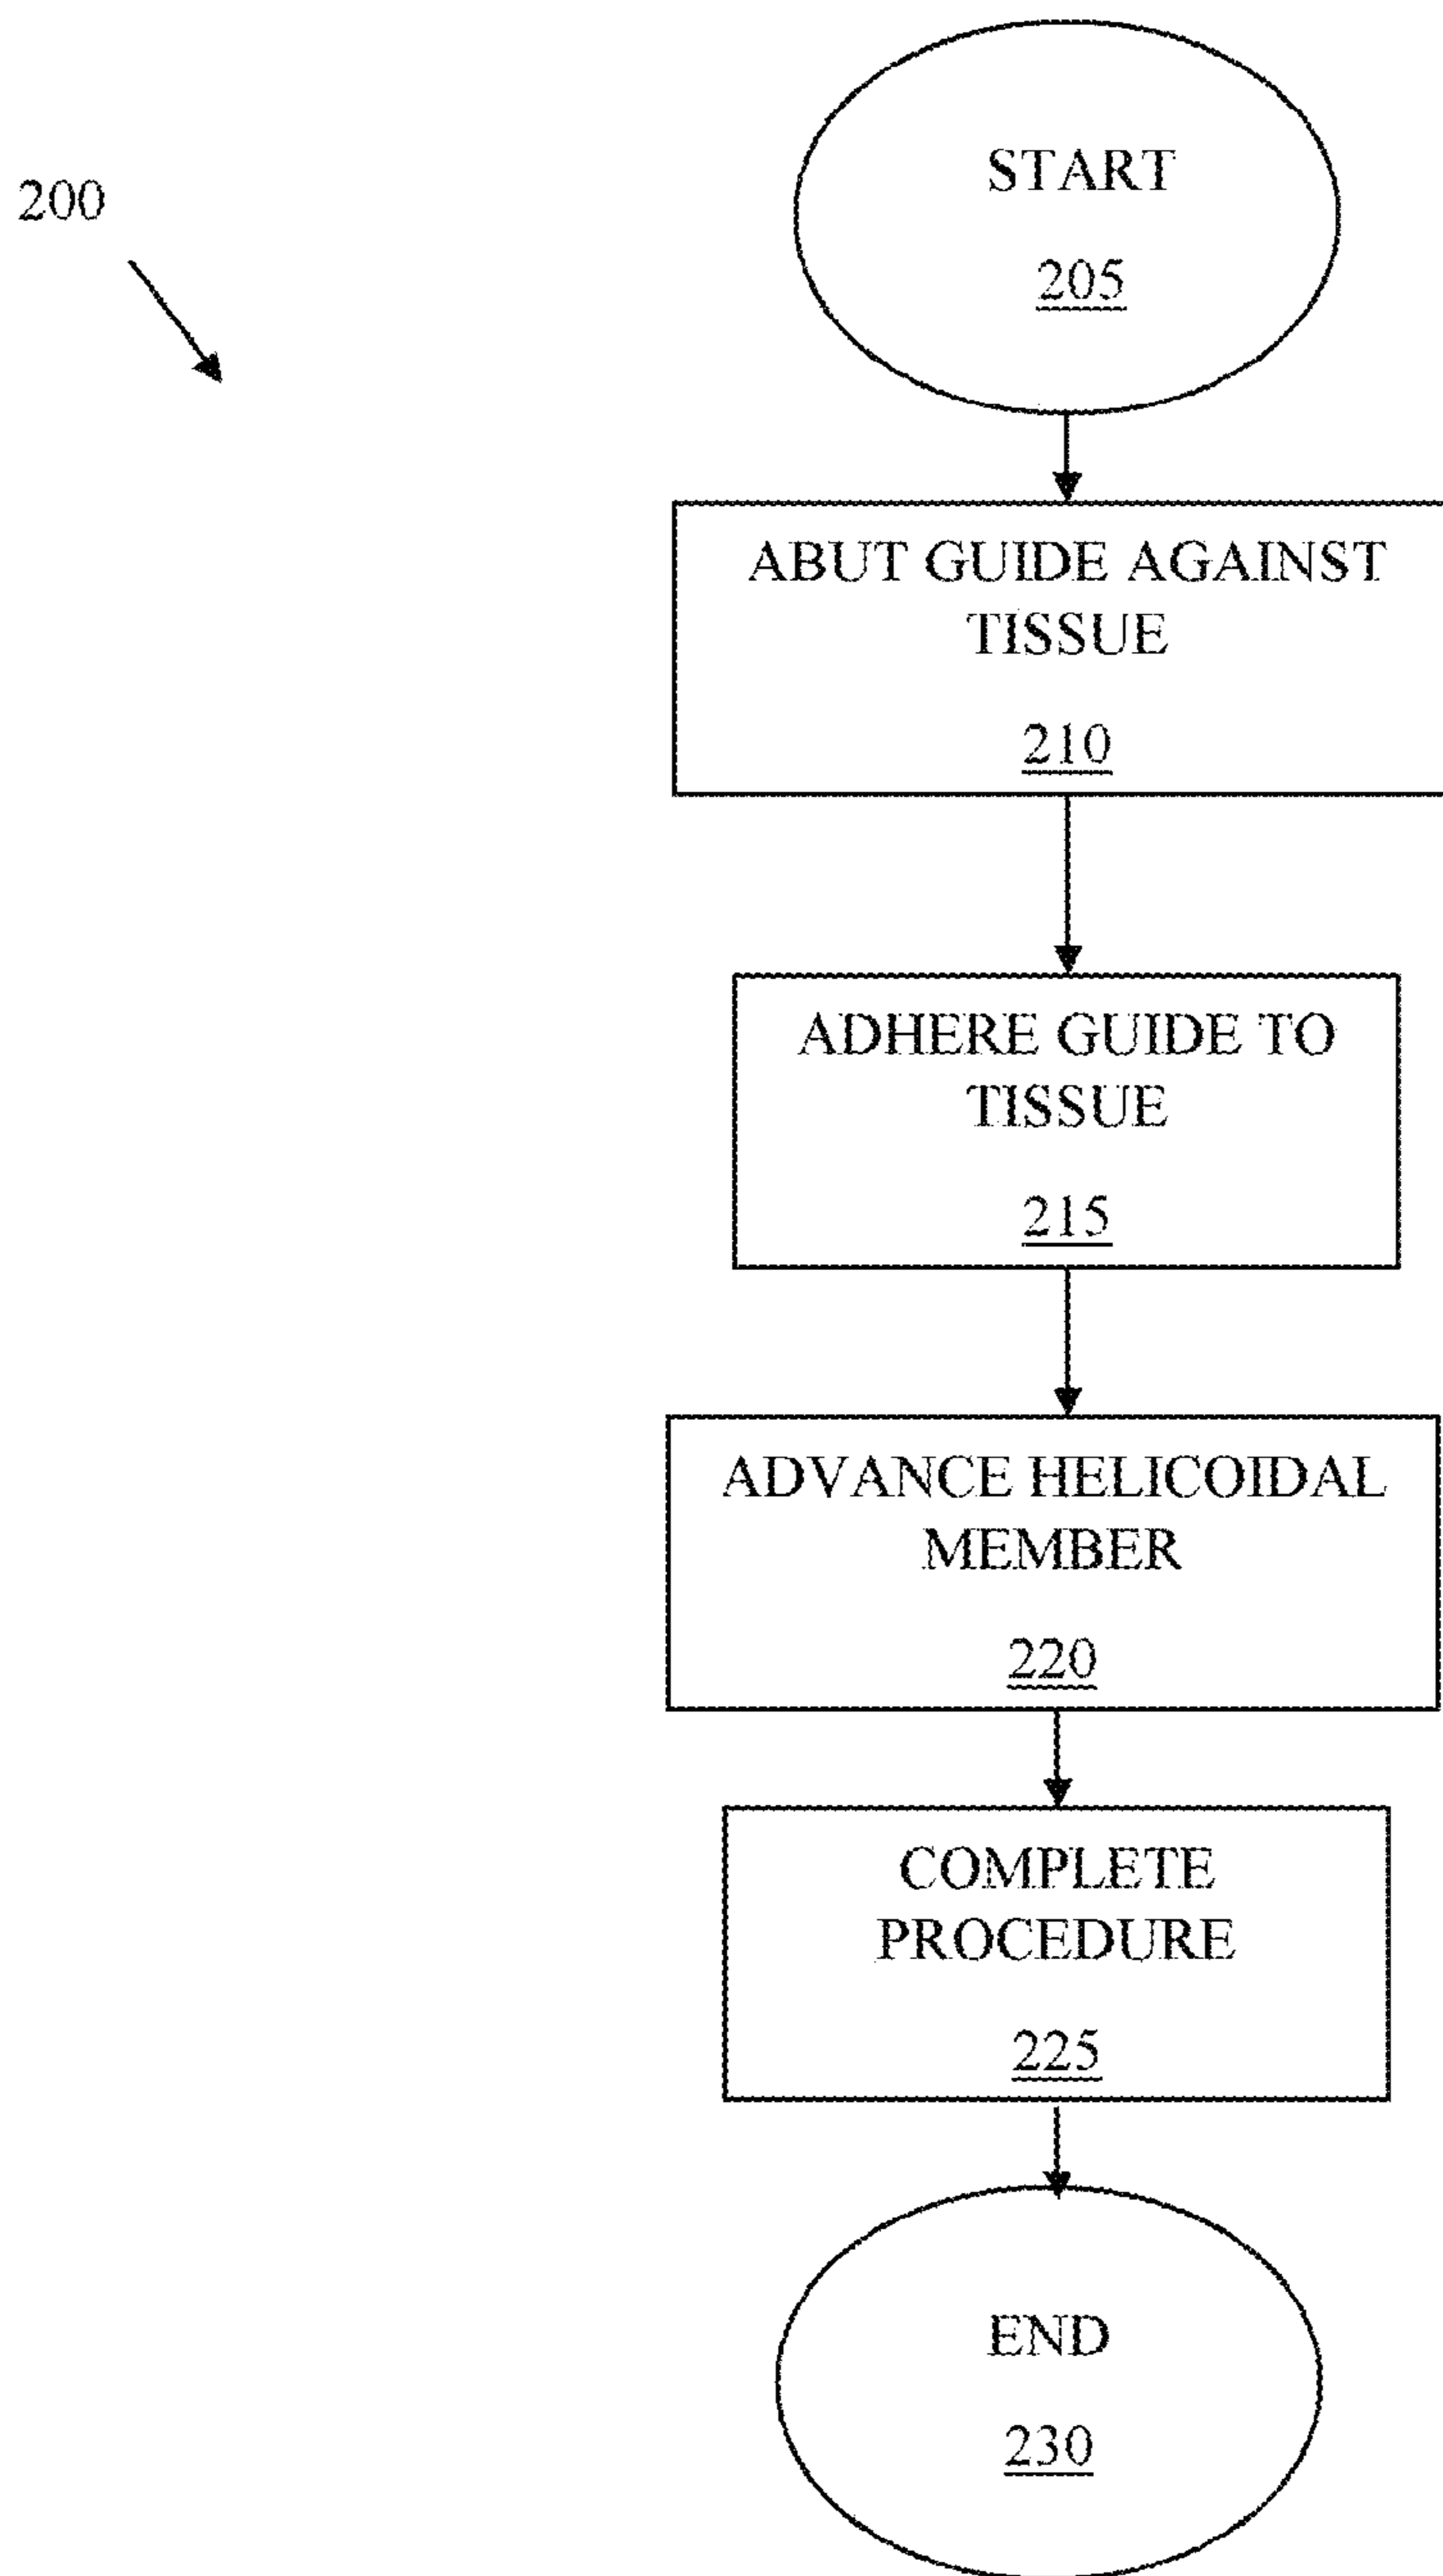 200
START
205
ABUT GUIDE AGAINST
TISSUE
210
ADHERE GUIDE TO
TISSUE
215
ADVANCE HELICOIDAL
MEMBER
220
COMPLETE
PROCEDURE
225
END
230